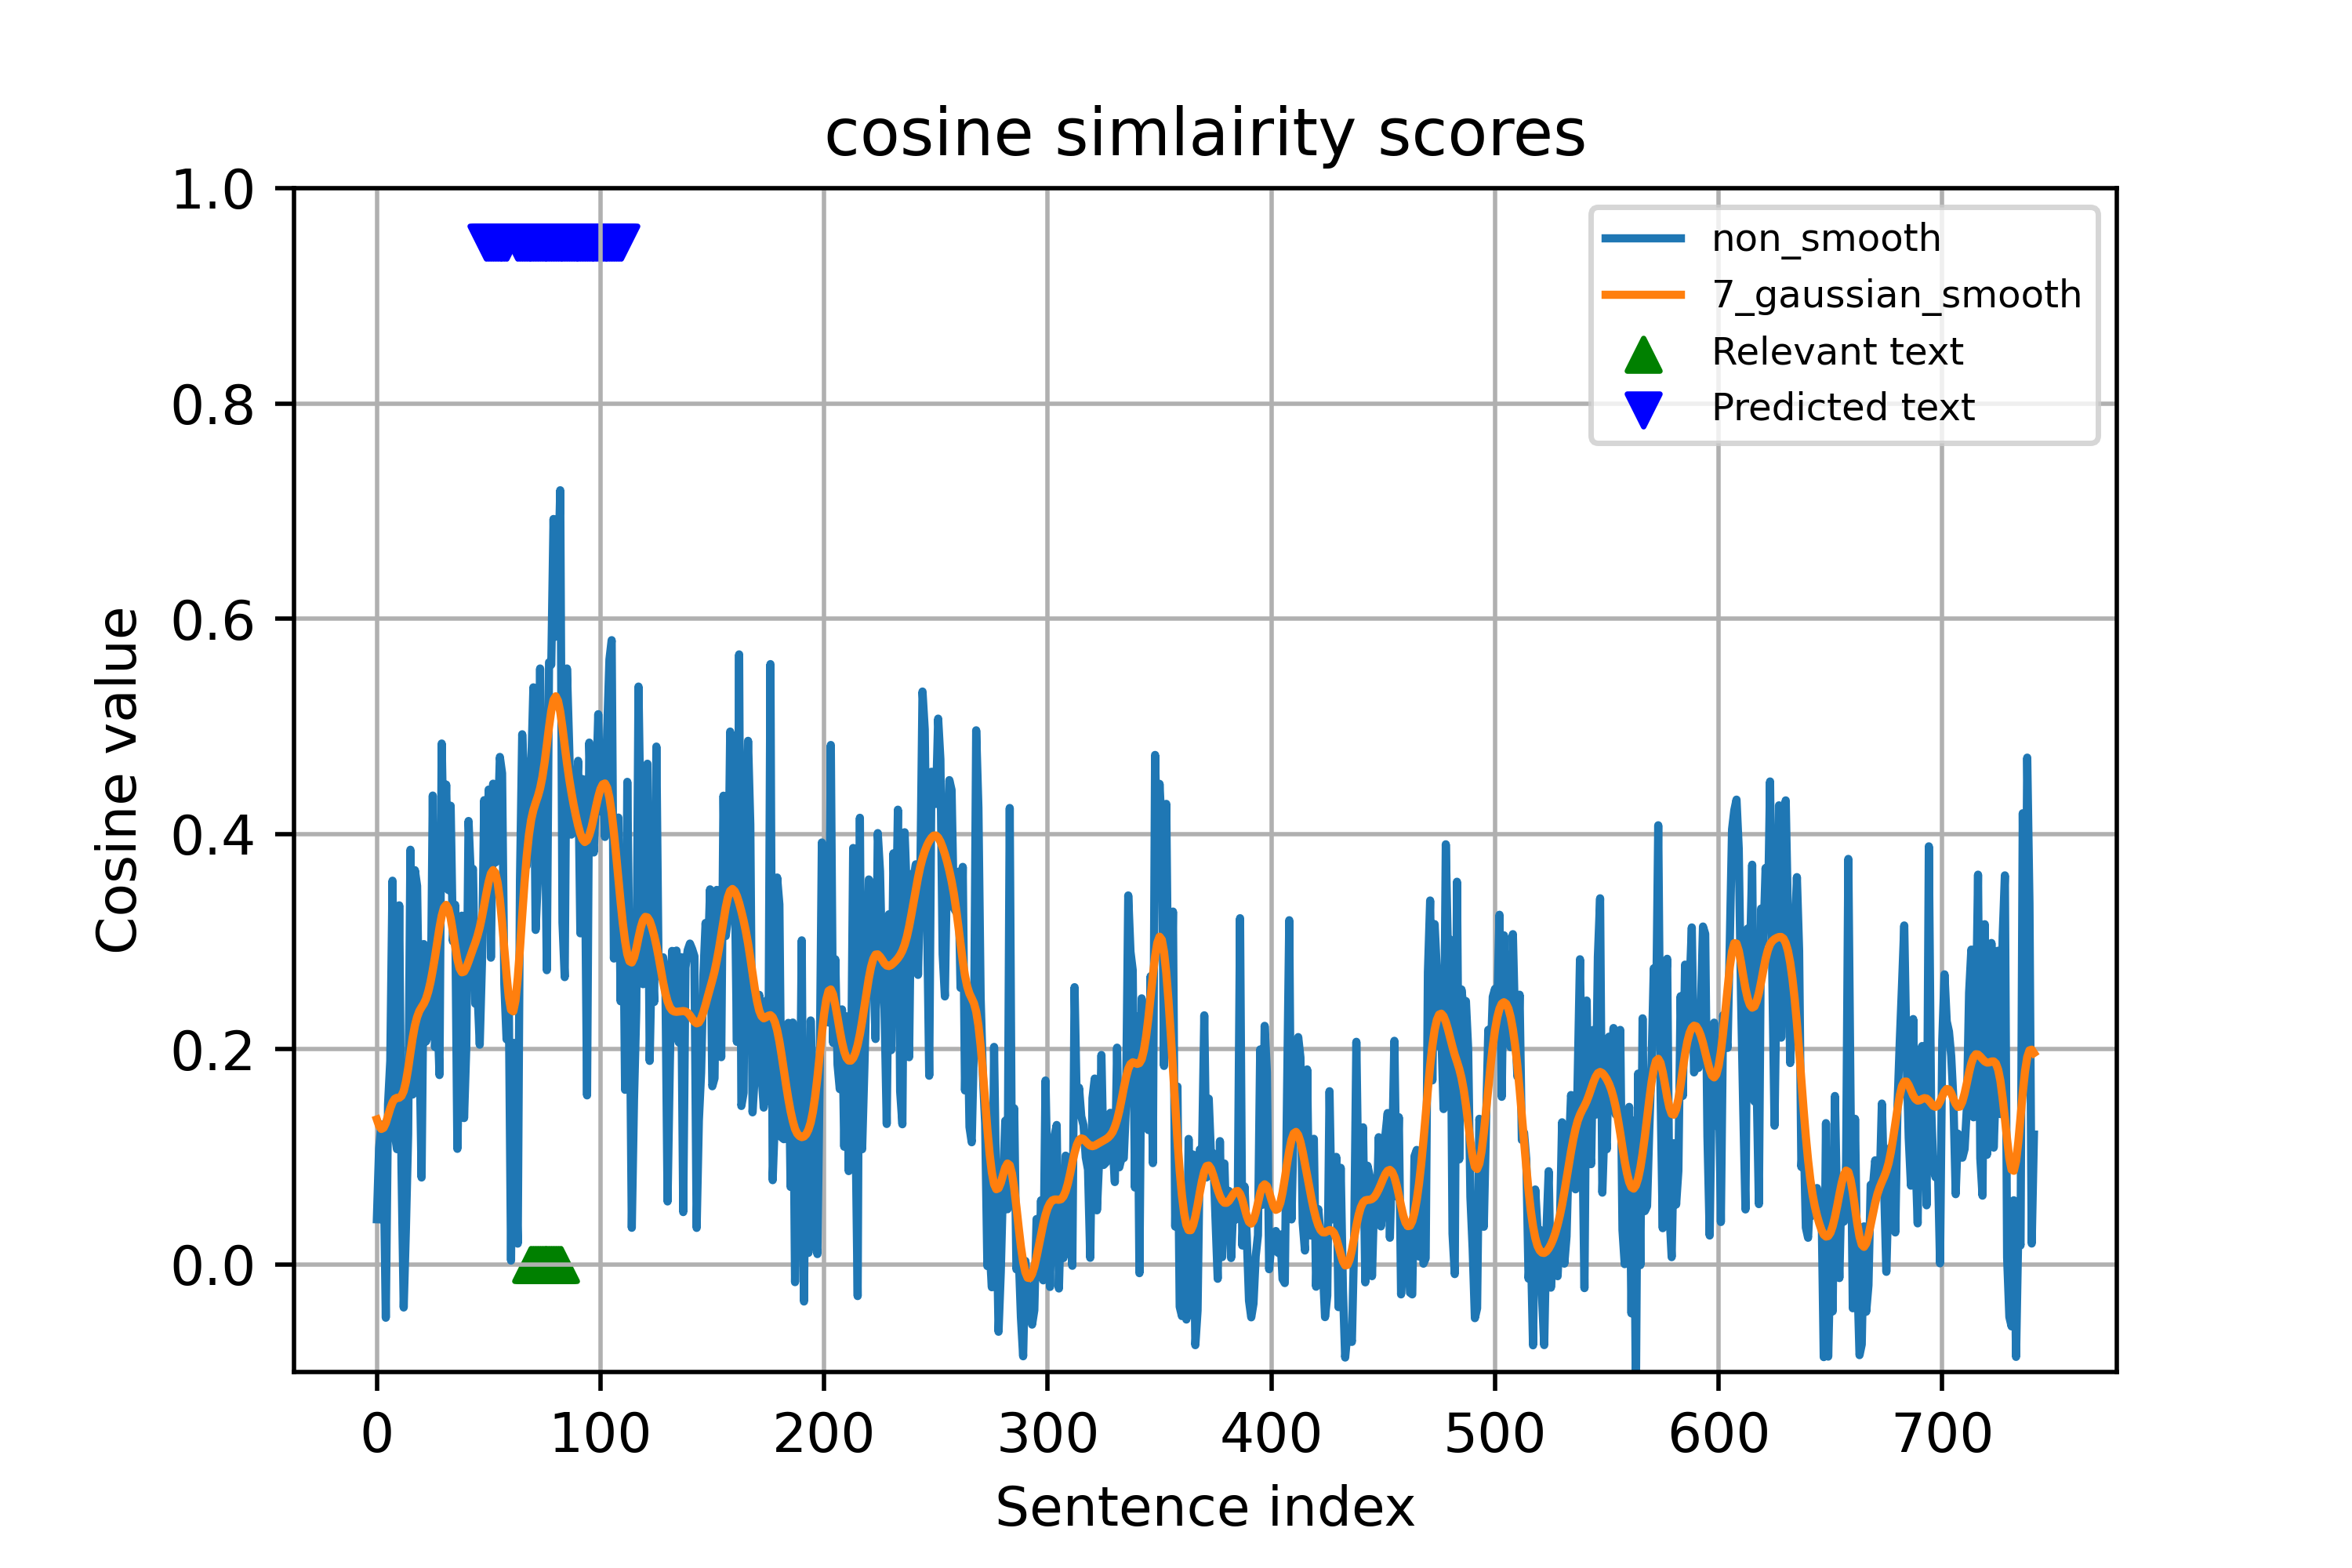 cosine simlairity scores
1.0
0.8
0.6
0.4
0.2
0.0
Cosine value
non_smooth
7_gaussian_smooth
Relevant text
Predicted text
0 100 200 300 400 500 600 700
Sentence index